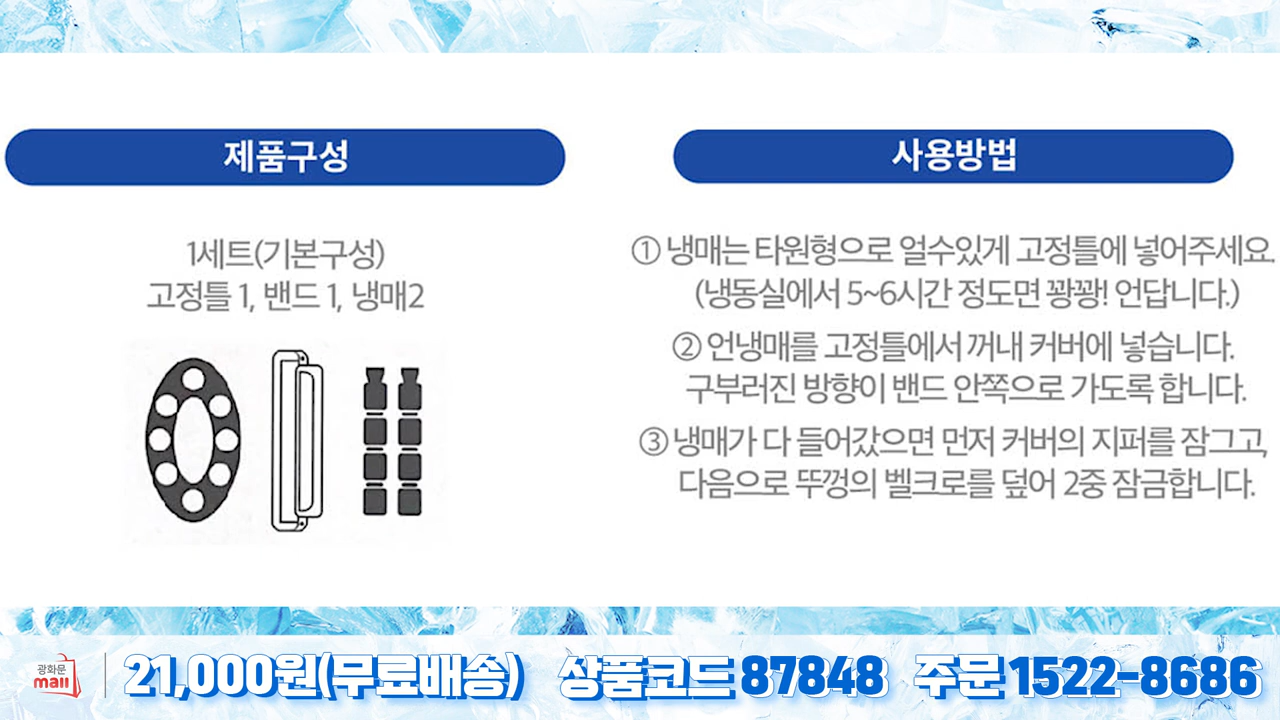 제품구성
1세트(기본구성)
고정틀 1, 밴드 1, 냉매2
사용방법
① 냉매는 타원형으로 얼수있게 고정틀에 넣어주세요.
(냉동실에서 5~6시간 정도면 꽝꽝! 언답니다.)
② 언냉매를 고정틀에서 꺼내 커버에 넣습니다.
구부러진 방향이 밴드 안쪽으로 가도록 합니다.
③ 냉매가 다 들어갔으면 먼저 커버의 지퍼를 잠그고,
다음으로 뚜껑의 벨크로를 덮어 2중 잠금합니다.
광화문
mall
21,000원(무료배송) 상품코드 87848 주문 1522-8686